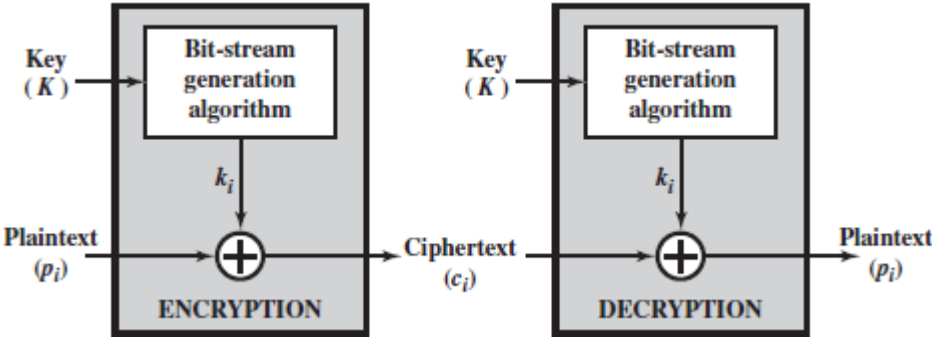 Key
(K)
Bit-stream
generation
algorithm
k_i
Plaintext
(p_i)
ENCRYPTION
Ciphertext
(c_i)
Key
(K)
Bit-stream
generation
algorithm
k_i
DECRYPTION
Plaintext
(p_i)